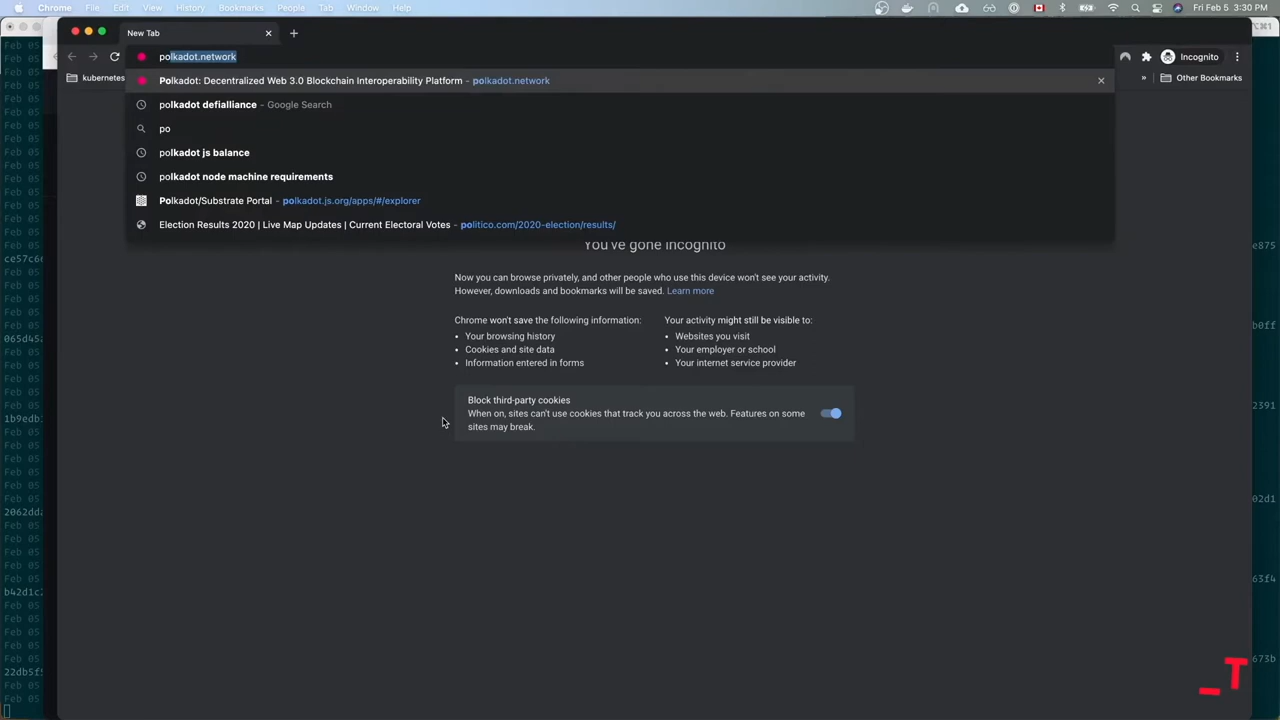 Chrome File Edit View History Bookmarks People Tab Window Help Fri Feb 5 3:30 PM
New Tab
polkadot.network
Incognito
kubernetes » Other Bookmarks
Polkadot: Decentralized Web 3.0 Blockchain Interoperability Platform - polkadot.network
polkadot defialliance - Google Search
po
polkadot js balance
polkadot node machine requirements
Polkadot/Substrate Portal - polkadot.js.org/apps/#/explorer
Election Results 2020 | Live Map Updates | Current Electoral Votes - politico.com/2020-election/results/
You've gone incognito
Now you can browse privately, and other people who use this device won't see your activity.
However, downloads and bookmarks will be saved. Learn more
Chrome won't save the following information:
• Your browsing history
• Cookies and site data
• Information entered in forms
Your activity might still be visible to:
• Websites you visit
• Your employer or school
• Your internet service provider
Block third-party cookies
When on, sites can't use cookies that track you across the web. Features on some
sites may break.
_T